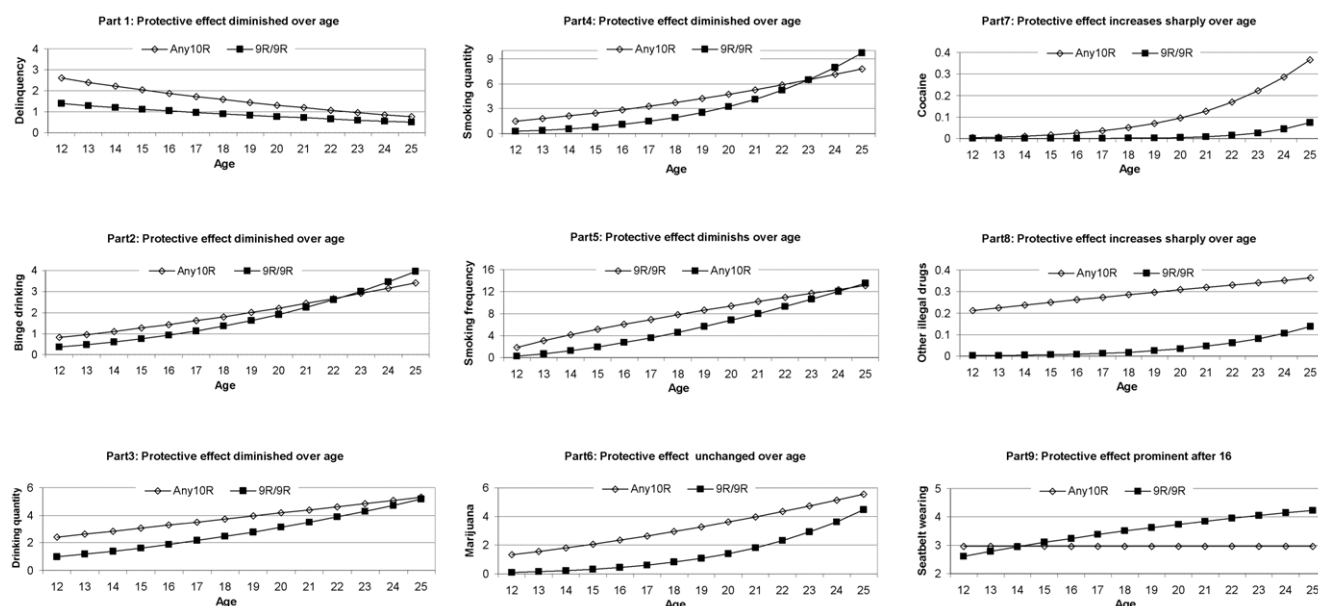 Part 1: Protective effect diminished over age
Any10R 9R/9R
Delinquency
4
3
2
1
0
12 13 14 15 16 17 18 19 20 21 22 23 24 25
Age
Part2: Protective effect diminished over age
Any10R 9R/9R
Binge drinking
4
3
2
1
0
12 13 14 15 16 17 18 19 20 21 22 23 24 25
Age
Part3: Protective effect diminished over age
Any10R 9R/9R
Drinking quantity
6
4
2
0
12 13 14 15 16 17 18 19 20 21 22 23 24 25
Age
Part4: Protective effect diminished over age
Any10R 9R/9R
Smoking quantity
9
6
3
0
12 13 14 15 16 17 18 19 20 21 22 23 24 25
Age
Part5: Protective effect diminishs over age
9R/9R Any10R
Smoking frequency
16
12
8
4
0
12 13 14 15 16 17 18 19 20 21 22 23 24 25
Age
Part6: Protective effect unchanged over age
Any10R 9R/9R
Marijuana
6
4
2
0
12 13 14 15 16 17 18 19 20 21 22 23 24 25
Age
Part7: Protective effect increases sharply over age
Any10R 9R/9R
Cocaine
0.4
0.3
0.2
0.1
0
12 13 14 15 16 17 18 19 20 21 22 23 24 25
Age
Part8: Protective effect increases sharply over age
Any10R 9R/9R
Other illegal drugs
0.4
0.3
0.2
0.1
0
12 13 14 15 16 17 18 19 20 21 22 23 24 25
Age
Part9: Protective effect prominent after 16
Any10R 9R/9R
Seatbelt wearing
5
4
3
2
12 13 14 15 16 17 18 19 20 21 22 23 24 25
Age